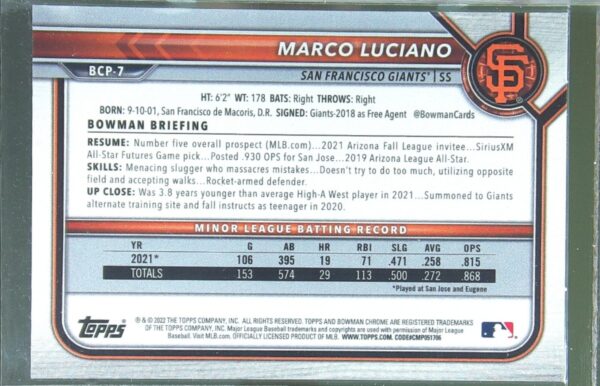 MARCO LUCIANO
BCP-7
SAN FRANCISCO GIANTS® | SS
SF
HT: 6'2" WT: 178 BATS: Right THROWS: Right
BORN: 9-10-01, San Francisco de Macoris, D.R. SIGNED: Giants-2018 as Free Agent @BowmanCards
BOWMAN BRIEFING
RESUME: Number five overall prospect (MLB.com)...2021 Arizona Fall League invitee...SiriusXM
All-Star Futures Game pick...Posted .930 OPS for San Jose...2019 Arizona League All-Star.
SKILLS: Menacing slugger who massacres mistakes...Doesn't try to do too much, utilizing opposite
field and accepting walks...Rocket-armed defender.
UP CLOSE: Was 3.8 years younger than average High-A West player in 2021...Summoned to Giants
alternate training site and fall instructs as teenager in 2020.
MINOR LEAGUE BATTING RECORD
YR G AB HR RBI SLG AVG OPS
2021* 106 395 19 71 .471 .258 .815
TOTALS 153 574 29 113 .500 .272 .868
*Played at San Jose and Eugene
TOPPS
® & © 2022 THE TOPPS COMPANY, INC. ALL RIGHTS RESERVED. TOPPS AND BOWMAN CHROME ARE REGISTERED TRADEMARKS
OF THE TOPPS COMPANY, INC. Major League Baseball trademarks and copyrights are used with permission of Major League
Baseball. Visit MLB.com. OFFICIALLY LICENSED PRODUCT OF MLB. WWW.TOPPS.COM. CODE#CMP051706